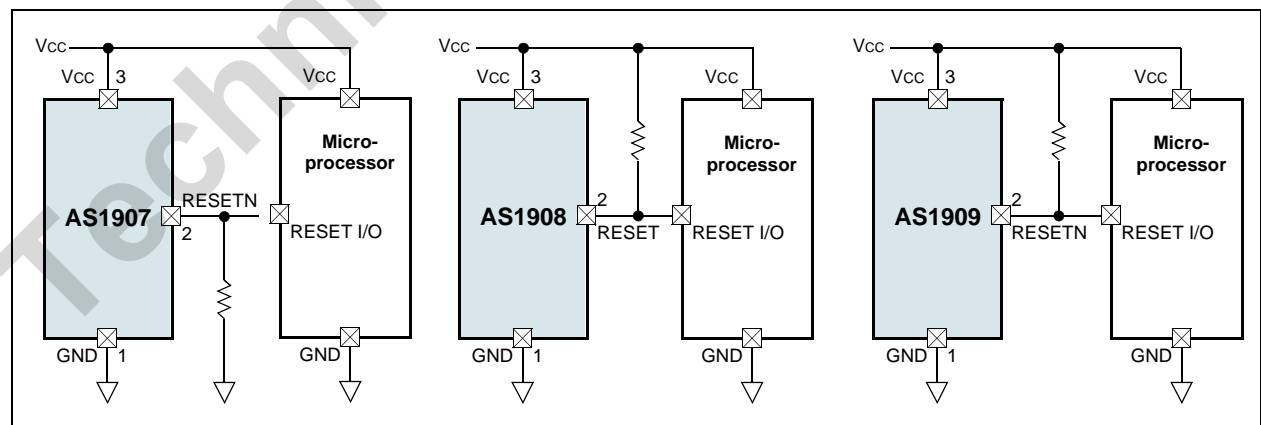 Techni
VCC
VCC 3
VCC
Micro-
processor
RESETN
AS1907
2
RESET I/O
GND 1
GND
VCC
VCC 3
VCC
Micro-
processor
2
AS1908
RESET
RESET I/O
GND 1
GND
VCC
VCC 3
VCC
Micro-
processor
2
AS1909
RESETN
RESET I/O
GND 1
GND